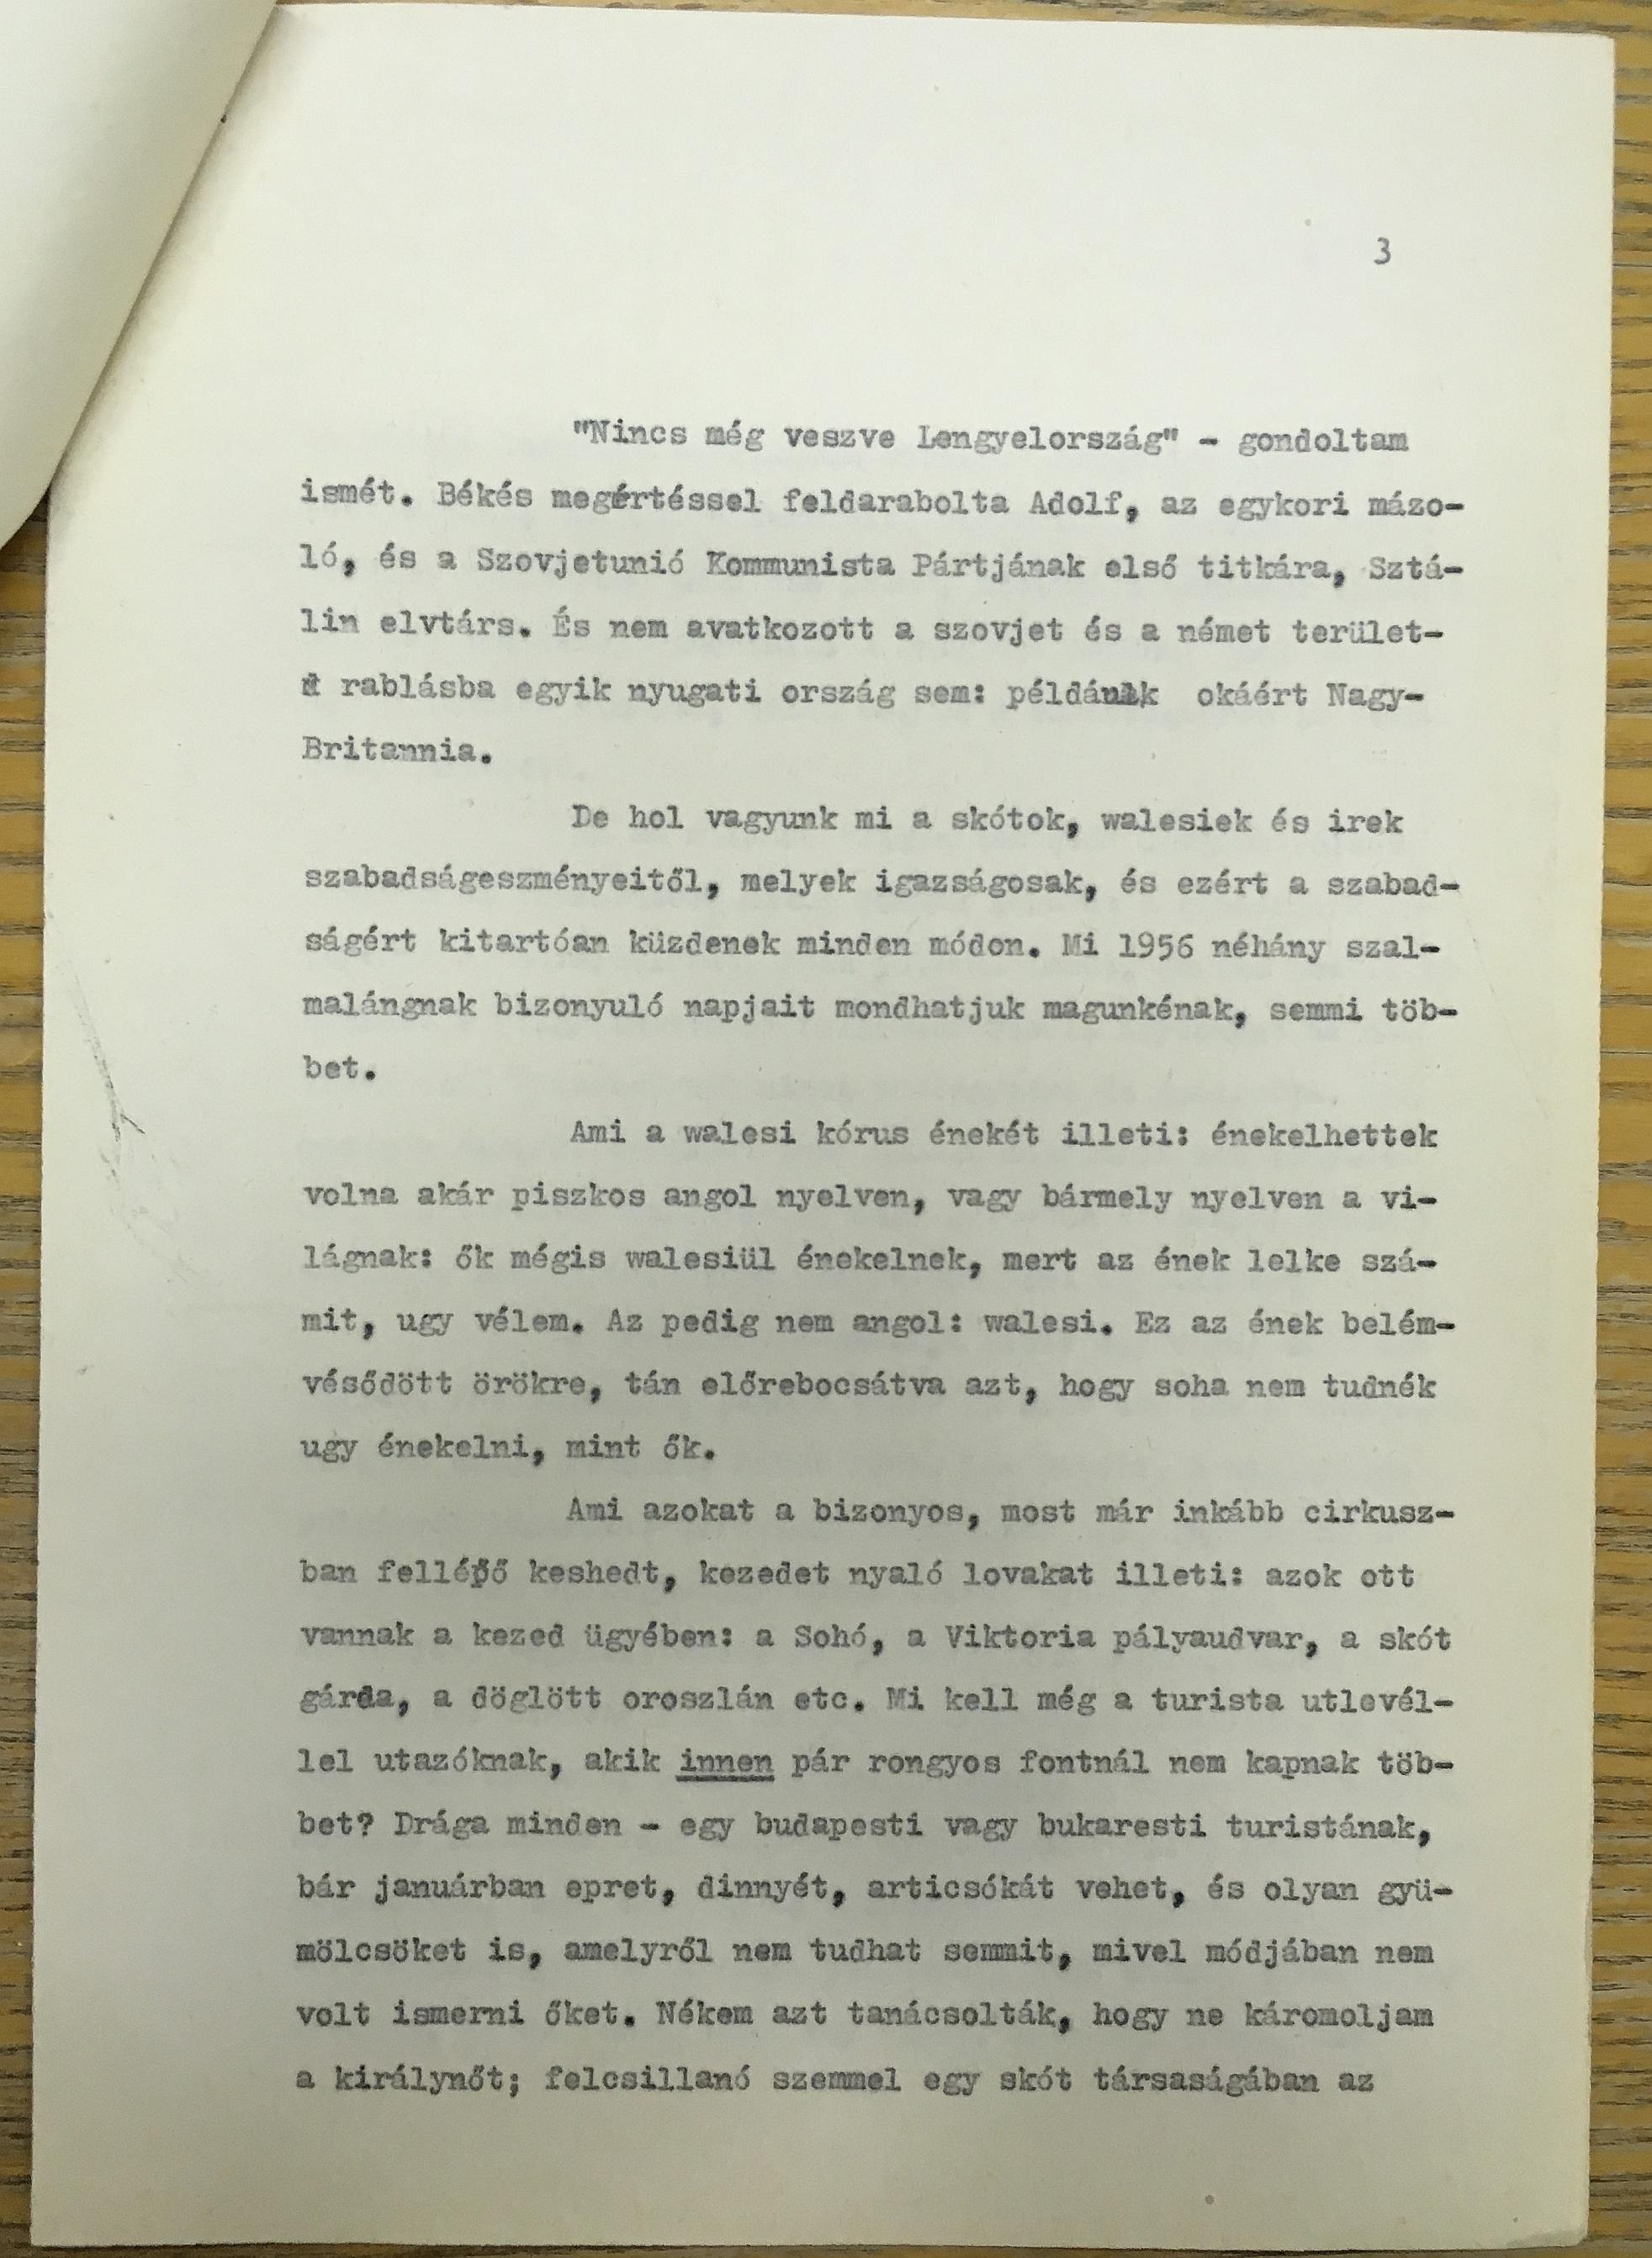 3
"Nincs még veszve Lengyelország" - gondoltam
ismét. Békés megértéssel feldarabolta Adolf, az egykori mázo-
ló, és a Szovjetunió Kommunista Pártjának első titkára, Sztá-
lin elvtárs. És nem avatkozott a szovjet és a német terület-
rablásba egyik nyugati ország sem: okáért Nagy-
Britannia.
De hol vagyunk mi a skótok, walesiek és irek
szabadságeszményeitől, melyek igazságosak, és ezért a szabad-
ságért kitartóan küzdenek minden módon. Mi 1956 néhány szal-
malángnak bizonyuló napjait mondhatjuk magunkénak, semmi töb-
bet.
Ami a walesi kórus énekét illeti: énekelhettek
volna akár piszkos angol nyelven, vagy bármely nyelven a vi-
lágnak: ők mégis walesiül énekelnek, mert az ének lelke szá-
mit, ugy vélem. Az pedig nem angol: walesi. Ez az ének belém-
vésődött örökre, tán előrebocsátva azt, hogy soha nem tudnék
ugy énekelni, mint ők.
Ami azokat a bizonyos, most már inkább cirkusz-
ban fellépő keshedt, kezedet nyaló lovakat illeti: azok ott
vannak a kezed ügyében: a Sohó, a Viktoria pályaudvar, a skót
gárda, a döglött oroszlán etc. Mi kell még a turista utlevél-
lel utazóknak, akik innen pár rongyos fontnál nem kapnak töb-
bet? Drága minden - egy budapesti vagy bukaresti turistának,
bár januárban epret, dinnyét, articsókát vehet, és olyan gyü-
mölcsöket is, amelyről nem tudhat semmit, mivel módjában nem
volt ismerni őket. Nékem azt tanácsolták, hogy ne káromoljam
a királynőt; felcsillanó szemmel egy skót társaságában az